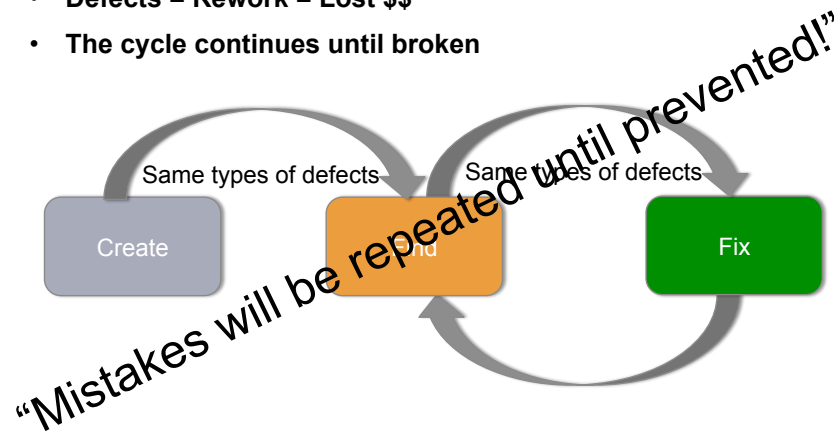 • Defects = Rework = Lost $$
• The cycle continues until broken
Same types of defects
Same types of defects
Create
Find
Fix
“Mistakes will be repeated until prevented!”